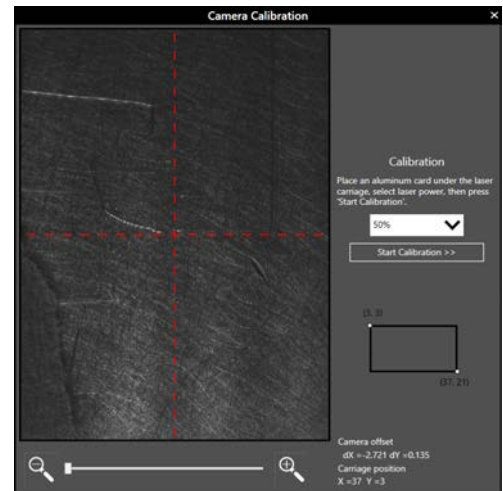 Camera Calibration
Calibration
Place an aluminum card under the laser
carriage, select laser power, then press
'Start Calibration'.
50%
Start Calibration >>
(3, 3)
(37, 21)
Camera offset
dX =-2.721 dY =0.135
Carriage position
X =37 Y =3